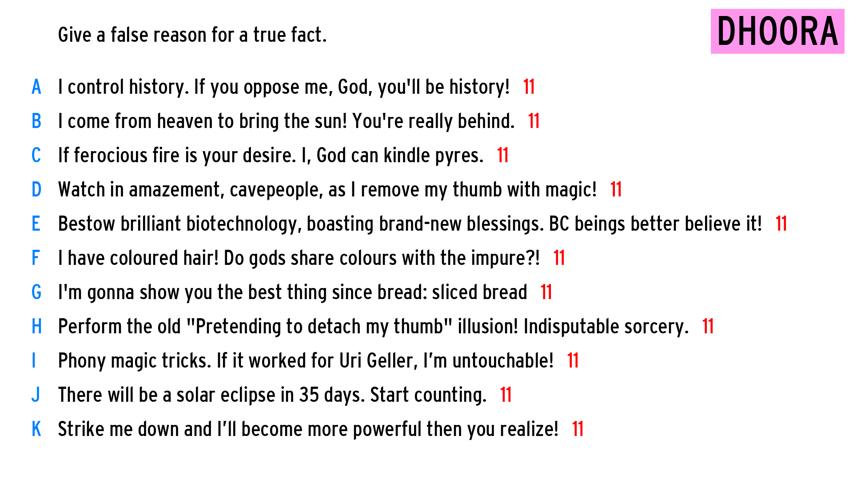 Give a false reason for a true fact.
DHOORA
A I control history. If you oppose me, God, you'll be history! 11
B I come from heaven to bring the sun! You're really behind. 11
C If ferocious fire is your desire. I, God can kindle pyres. 11
D Watch in amazement, cavepeople, as I remove my thumb with magic! 11
E Bestow brilliant biotechnology, boasting brand-new blessings. BC beings better believe it! 11
F I have coloured hair! Do gods share colours with the impure?! 11
G I'm gonna show you the best thing since bread: sliced bread 11
H Perform the old "Pretending to detach my thumb" illusion! Indisputable sorcery. 11
I Phony magic tricks. If it worked for Uri Geller, I’m untouchable! 11
J There will be a solar eclipse in 35 days. Start counting. 11
K Strike me down and I’ll become more powerful then you realize! 11